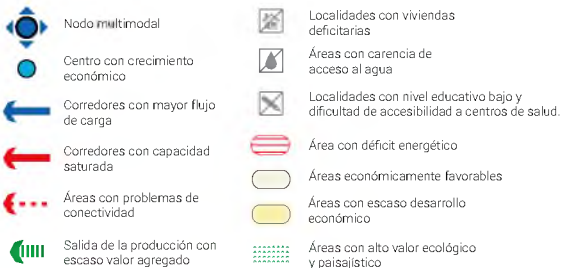 Nodo multimodal
Centro con crecimiento
económico
Corredores con mayor flujo
de carga
Corredores con capacidad
saturada
Áreas con problemas de
conectividad
Salida de la producción con
escaso valor agregado
Localidades con viviendas
deficitarias
Áreas con carencia de
acceso al agua
Localidades con nivel educativo bajo y
dificultad de accesibilidad a centros de salud.
Área con déficit energético
Áreas económicamente favorables
Áreas con escaso desarrollo
económico
Áreas con alto valor ecológico
y paisajístico